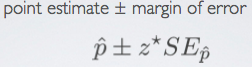 point estimate ± margin of error
p̂ ± z*SE_p̂